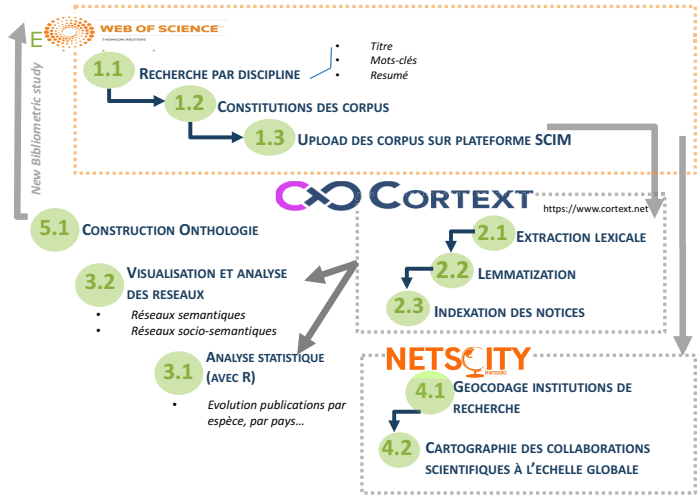 E
WEB OF SCIENCE™
THOMSON REUTERS
1.1 RECHERCHE PAR DISCIPLINE
• Titre
• Mots-clés
• Resumé
1.2 CONSTITUTIONS DES CORPUS
1.3 UPLOAD DES CORPUS SUR PLATEFORME SCIM
New Bibliometric study
CORTEXT
https://www.cortext.net
2.1 EXTRACTION LEXICALE
2.2 LEMMATIZATION
2.3 INDEXATION DES NOTICES
5.1 CONSTRUCTION ONTHOLOGIE
3.2 VISUALISATION ET ANALYSE
DES RESEAUX
• Réseaux semantiques
• Réseaux socio-semantiques
3.1 ANALYSE STATISTIQUE
(AVEC R)
• Evolution publications par
espèce, par pays…
NETSCITY
4.1 GEOCODAGE INSTITUTIONS DE
RECHERCHE
4.2 CARTOGRAPHIE DES COLLABORATIONS
SCIENTIFIQUES À L'ECHELLE GLOBALE